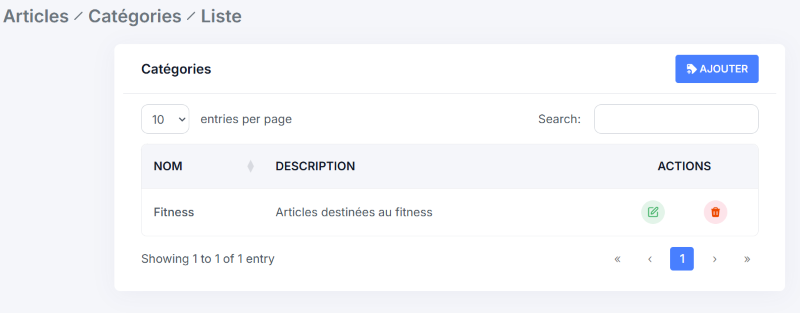 Articles / Catégories / Liste
Catégories
AJOUTER
10 entries per page
Search:
NOM DESCRIPTION ACTIONS
Fitness Articles destinées au fitness
Showing 1 to 1 of 1 entry
« ‹ 1 › »